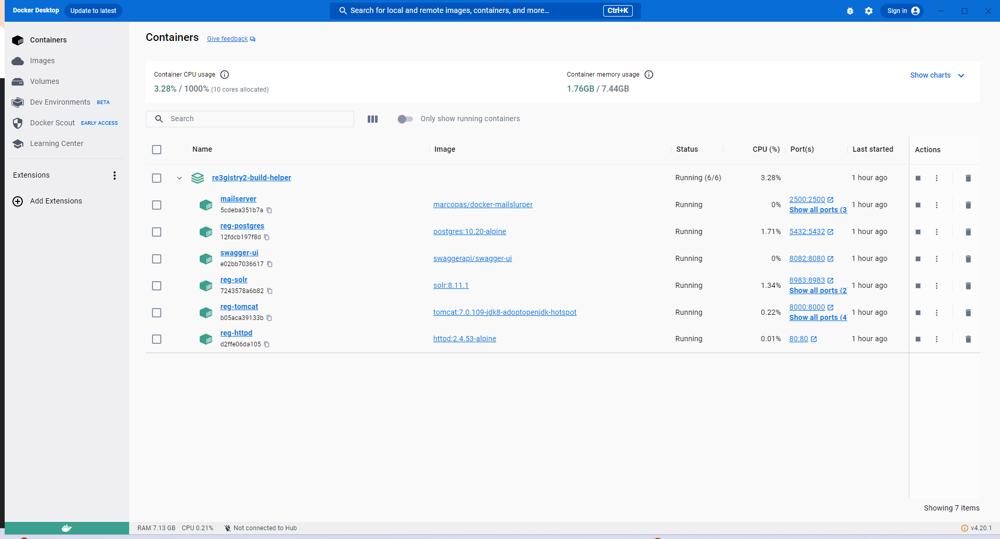 Docker Desktop Update to latest Search for local and remote images, containers, and more... Ctrl+K Sign in
Containers
Images
Volumes
Dev Environments BETA
Docker Scout EARLY ACCESS
Learning Center
Extensions
Add Extensions
Containers Give feedback
Container CPU usage
3.28% / 1000% (10 cores allocated)
Container memory usage
1.76GB / 7.44GB
Show charts
Search
Only show running containers
Name Image Status CPU (%) Port(s) Last started Actions
re3gistry2-build-helper Running (6/6) 3.28% 1 hour ago
mailserver
5cdeba351b7a
marcopas/docker-mailslurper Running 0% 2500:2500
Show all ports (3
1 hour ago
reg-postgres
12fdcb197f8d
postgres:10.20-alpine Running 1.71% 5432:5432 1 hour ago
swagger-ui
e02bb7036617
swaggerapi/swagger-ui Running 0% 8082:8080 1 hour ago
reg-solr
7243578a6b82
solr:8.11.1 Running 1.34% 8983:8983
Show all ports (2
1 hour ago
reg-tomcat
b05aca39133b
tomcat:7.0.109-jdk8-adoptopenjdk-hotspot Running 0.22% 8000:8000
Show all ports (4
1 hour ago
reg-httpd
d2ffe06da105
httpd:2.4.53-alpine Running 0.01% 80:80 1 hour ago
Showing 7 items
RAM 7.13 GB CPU 0.21% Not connected to Hub v4.20.1